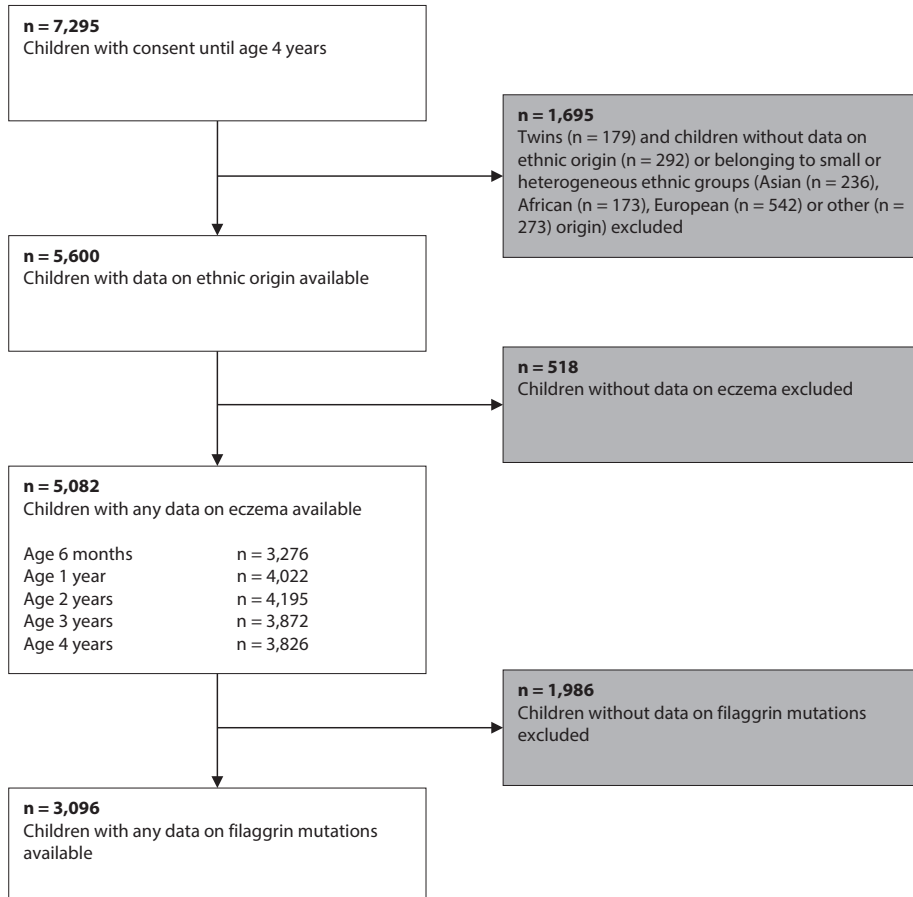 n = 7,295
Children with consent until age 4 years
n = 1,695
Twins (n = 179) and children without data on
ethnic origin (n = 292) or belonging to small or
heterogeneous ethnic groups (Asian (n = 236),
African (n = 173), European (n = 542) or other (n =
273) origin) excluded
n = 5,600
Children with data on ethnic origin available
n = 518
Children without data on eczema excluded
n = 5,082
Children with any data on eczema available
Age 6 months n = 3,276
Age 1 year n = 4,022
Age 2 years n = 4,195
Age 3 years n = 3,872
Age 4 years n = 3,826
n = 1,986
Children without data on filaggrin mutations
excluded
n = 3,096
Children with any data on filaggrin mutations
available